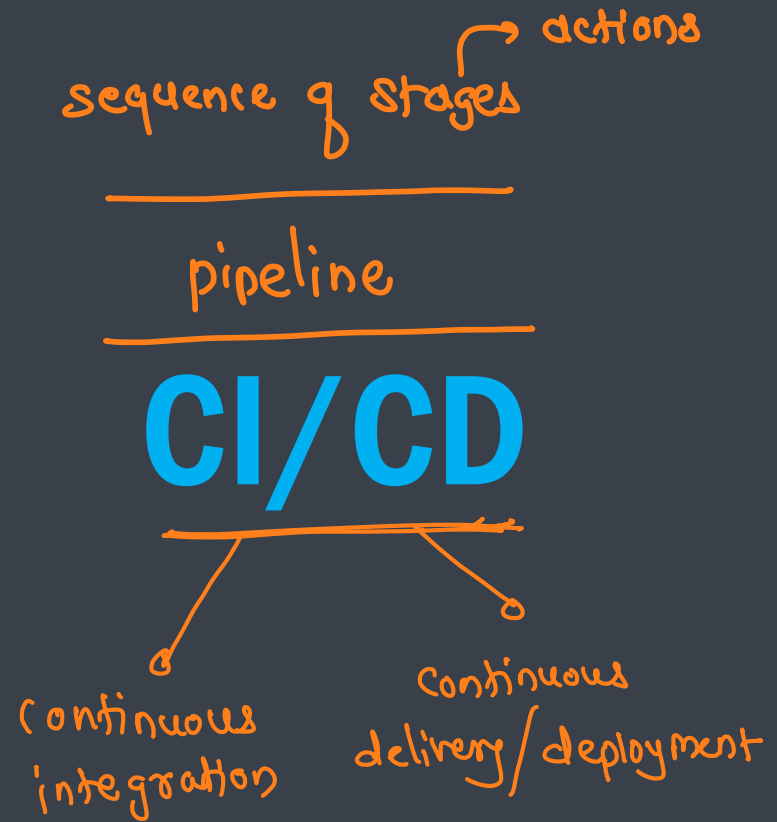 actions
sequence of stages
pipeline
CI/CD
continuous
integration
continuous
delivery/deployment